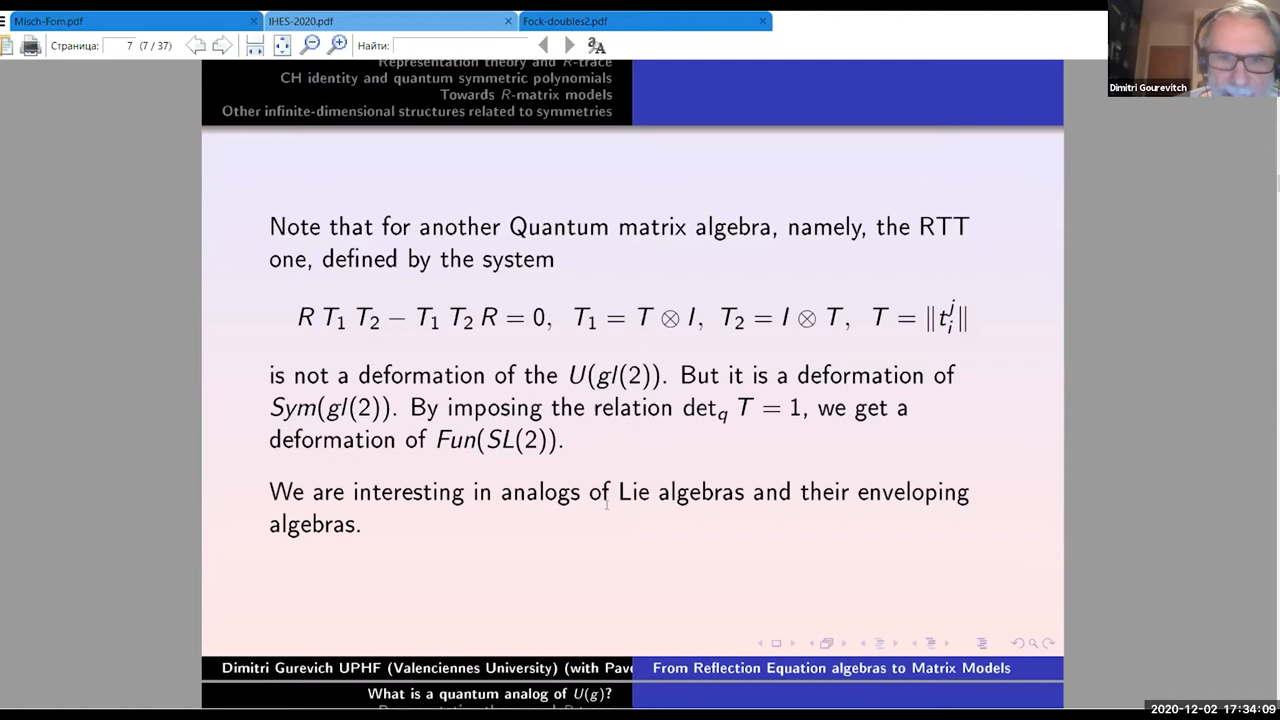 Misch-Fom.pdf
IHES-2020.pdf
Fock-doubles2.pdf
Страница: 7 (7 / 37)
Найти:
Dimitri Gourevitch
Representation theory and R-trace
CH identity and quantum symmetric polynomials
Towards R-matrix models
Other infinite-dimensional structures related to symmetries
Note that for another Quantum matrix algebra, namely, the RTT
one, defined by the system
R T₁ T₂ − T₁ T₂ R = 0, T₁ = T ⊗ I, T₂ = I ⊗ T, T = ‖tᵢʲ‖
is not a deformation of the U(gl(2)). But it is a deformation of
Sym(gl(2)). By imposing the relation det_q T = 1, we get a
deformation of Fun(SL(2)).
We are interesting in analogs of Lie algebras and their enveloping
algebras.
Dimitri Gurevich UPHF (Valenciennes University) (with Pav
From Reflection Equation algebras to Matrix Models
What is a quantum analog of U(g)?
2020-12-02 17:34:09